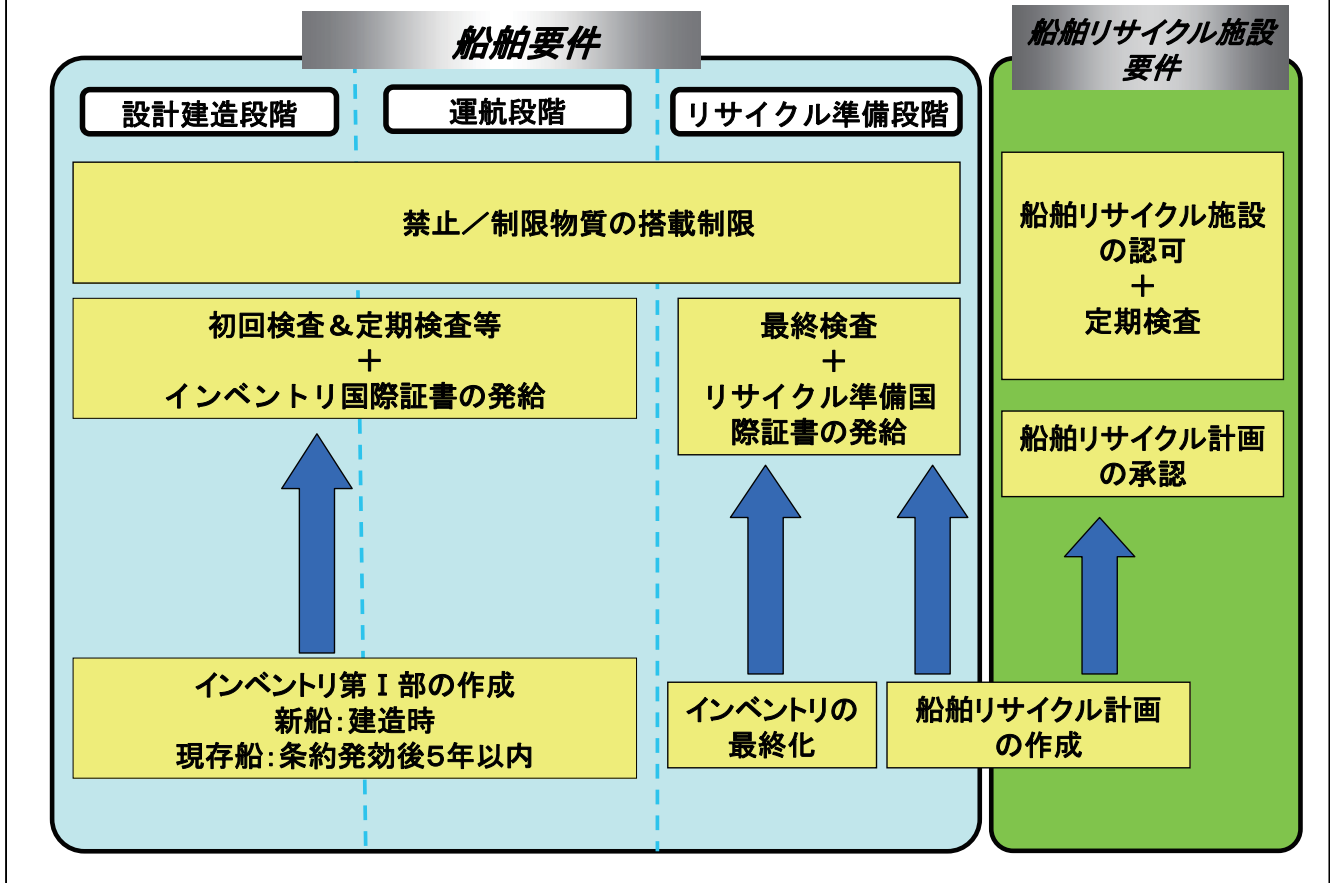 船舶要件
船舶リサイクル施設
要件
設計建造段階
運航段階
リサイクル準備段階
禁止／制限物質の搭載制限
初回検査＆定期検査等
＋
インベントリ国際証書の発給
最終検査
＋
リサイクル準備国
際証書の発給
船舶リサイクル施設
の認可
＋
定期検査
船舶リサイクル計画
の承認
インベントリ第Ⅰ部の作成
新船：建造時
現存船：条約発効後5年以内
インベントリの
最終化
船舶リサイクル計画
の作成